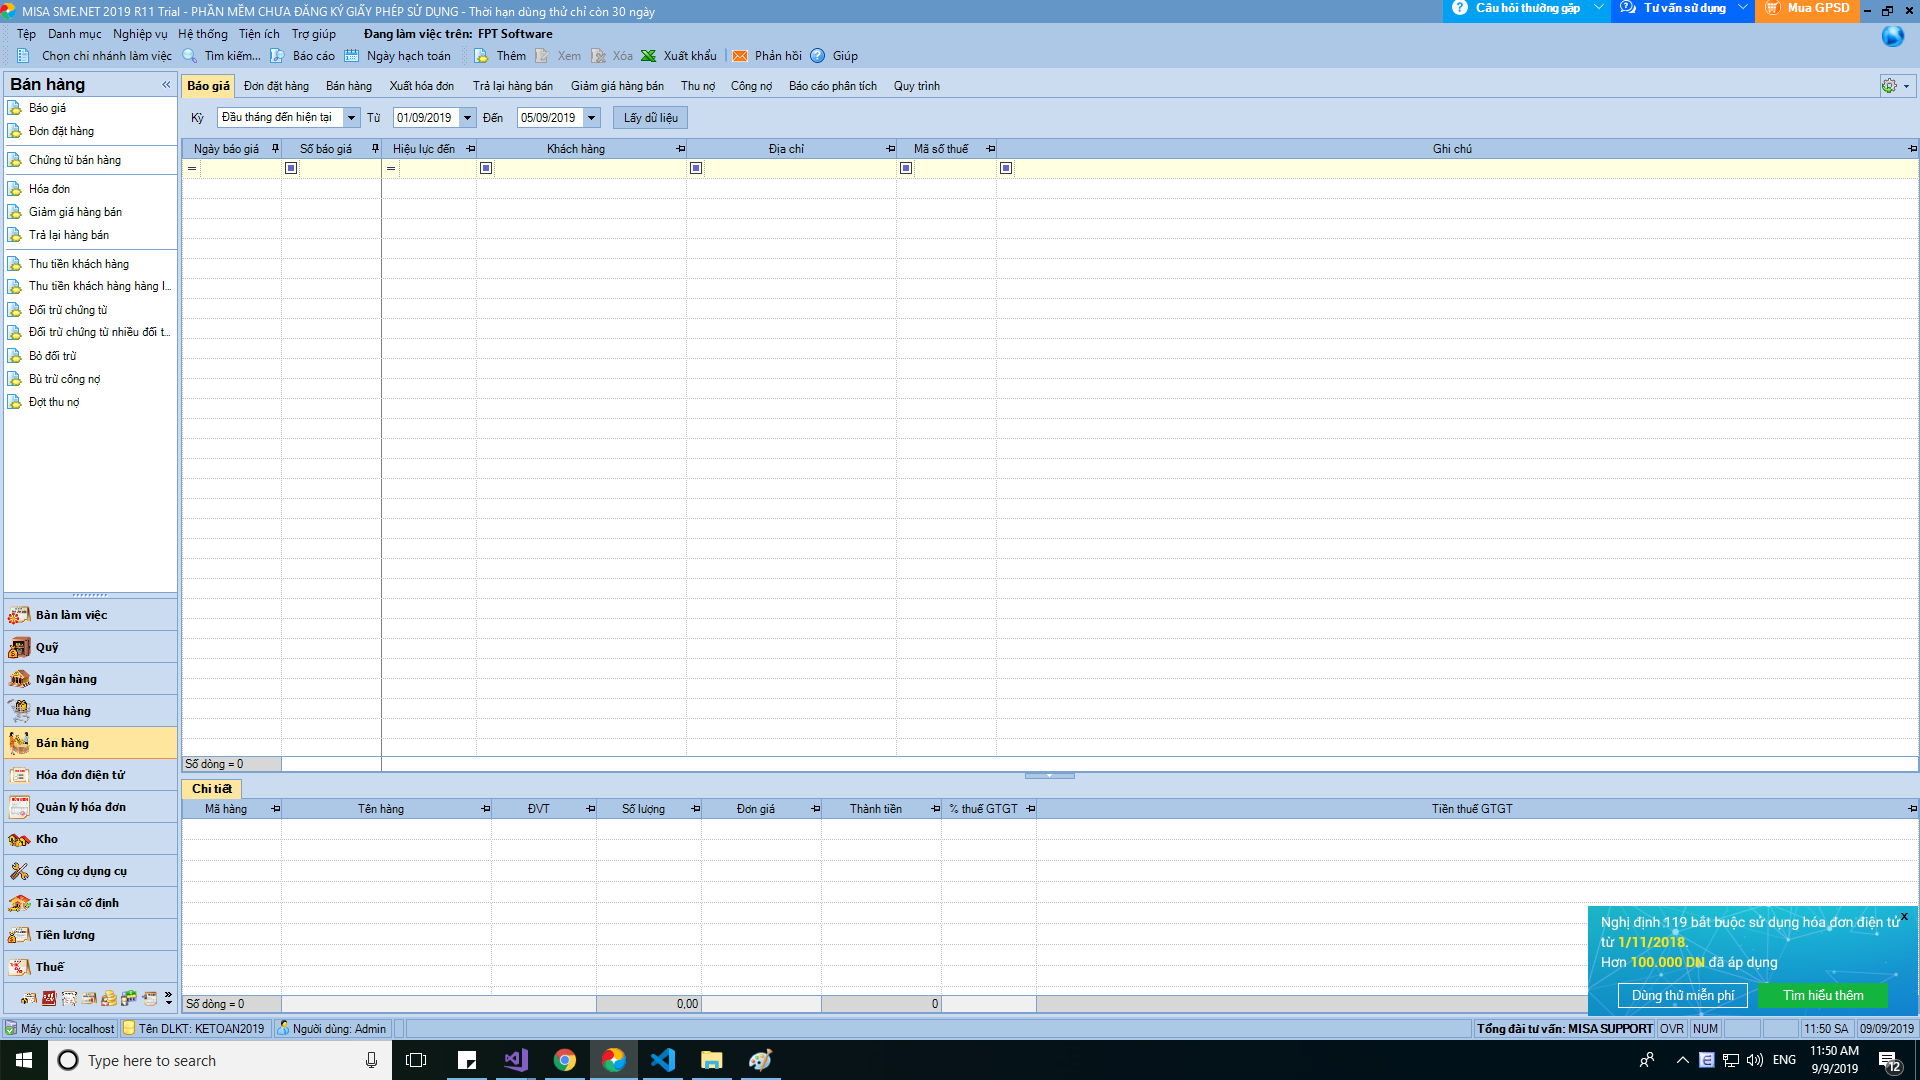 MISA SME.NET 2019 R11 Trial - PHẦN MỀM CHƯA ĐĂNG KÝ GIẤY PHÉP SỬ DỤNG - Thời hạn dùng thử chỉ còn 30 ngày
Câu hỏi thường gặp
Tư vấn sử dụng
Mua GPSD
Tệp Danh mục Nghiệp vụ Hệ thống Tiện ích Trợ giúp Đang làm việc trên: FPT Software
Chọn chi nhánh làm việc Tìm kiếm... Báo cáo Ngày hạch toán Thêm Xem Xóa Xuất khẩu Phản hồi Giúp
Bán hàng
Báo giá
Đơn đặt hàng
Chứng từ bán hàng
Hóa đơn
Giảm giá hàng bán
Trả lại hàng bán
Thu tiền khách hàng
Thu tiền khách hàng hàng l...
Đối trừ chứng từ
Đối trừ chứng từ nhiều đối t...
Bỏ đối trừ
Bù trừ công nợ
Đợt thu nợ
Bàn làm việc
Quỹ
Ngân hàng
Mua hàng
Bán hàng
Hóa đơn điện tử
Quản lý hóa đơn
Kho
Công cụ dụng cụ
Tài sản cố định
Tiền lương
Thuế
Báo giá Đơn đặt hàng Bán hàng Xuất hóa đơn Trả lại hàng bán Giảm giá hàng bán Thu nợ Công nợ Báo cáo phân tích Quy trình
Kỳ Đầu tháng đến hiện tại Từ 01/09/2019 Đến 05/09/2019 Lấy dữ liệu
Ngày báo giá Số báo giá Hiệu lực đến Khách hàng Địa chỉ Mã số thuế Ghi chú
= =
Số dòng = 0
Chi tiết
Mã hàng Tên hàng ĐVT Số lượng Đơn giá Thành tiền % thuế GTGT Tiền thuế GTGT
Số dòng = 0 0,00 0
Nghị định 119 bắt buộc sử dụng hóa đơn điện tử x
từ 1/11/2018.
Hơn 100.000 DN đã áp dụng
Dùng thử miễn phí Tìm hiểu thêm
Máy chủ: localhost Tên DLKT: KETOAN2019 Người dùng: Admin Tổng đài tư vấn: MISA SUPPORT OVR NUM 11:50 SA 09/09/2019
Type here to search
ENG
11:50 AM
9/9/2019
12